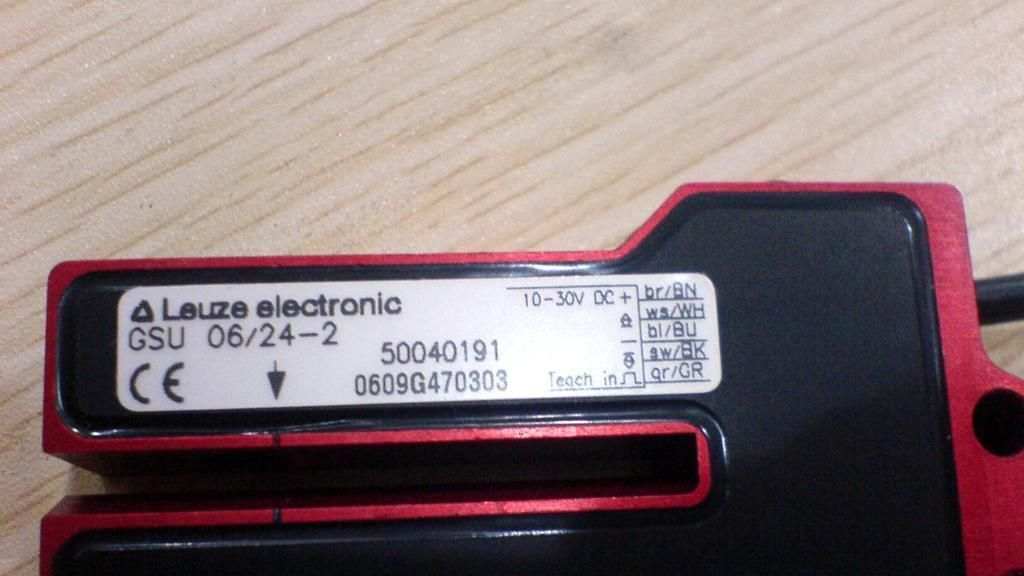 Leuze electronic
GSU 06/24-2
50040191
CE 0609G470303
10-30V DC + br/BN
ws/WH
- bl/BU
sw/BK
Teach in gr/GR